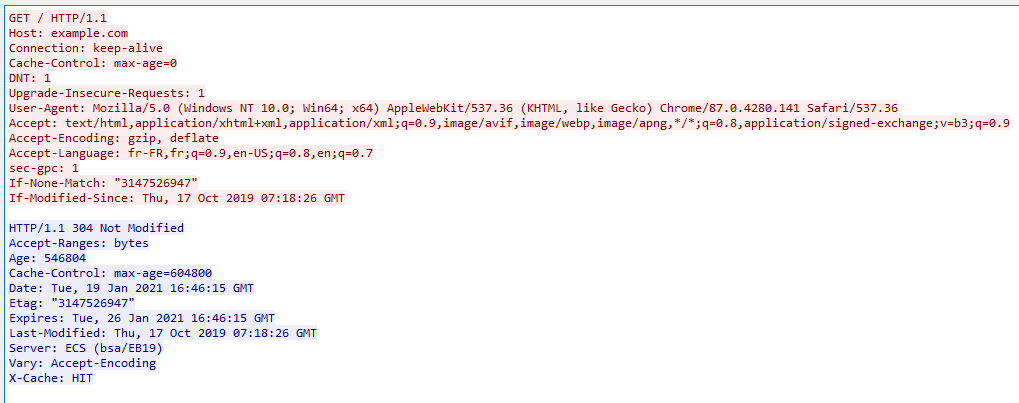 GET / HTTP/1.1
Host: example.com
Connection: keep-alive
Cache-Control: max-age=0
DNT: 1
Upgrade-Insecure-Requests: 1
User-Agent: Mozilla/5.0 (Windows NT 10.0; Win64; x64) AppleWebKit/537.36 (KHTML, like Gecko) Chrome/87.0.4280.141 Safari/537.36
Accept: text/html,application/xhtml+xml,application/xml;q=0.9,image/avif,image/webp,image/apng,*/*;q=0.8,application/signed-exchange;v=b3;q=0.9
Accept-Encoding: gzip, deflate
Accept-Language: fr-FR,fr;q=0.9,en-US;q=0.8,en;q=0.7
sec-gpc: 1
If-None-Match: "3147526947"
If-Modified-Since: Thu, 17 Oct 2019 07:18:26 GMT

HTTP/1.1 304 Not Modified
Accept-Ranges: bytes
Age: 546804
Cache-Control: max-age=604800
Date: Tue, 19 Jan 2021 16:46:15 GMT
Etag: "3147526947"
Expires: Tue, 26 Jan 2021 16:46:15 GMT
Last-Modified: Thu, 17 Oct 2019 07:18:26 GMT
Server: ECS (bsa/EB19)
Vary: Accept-Encoding
X-Cache: HIT